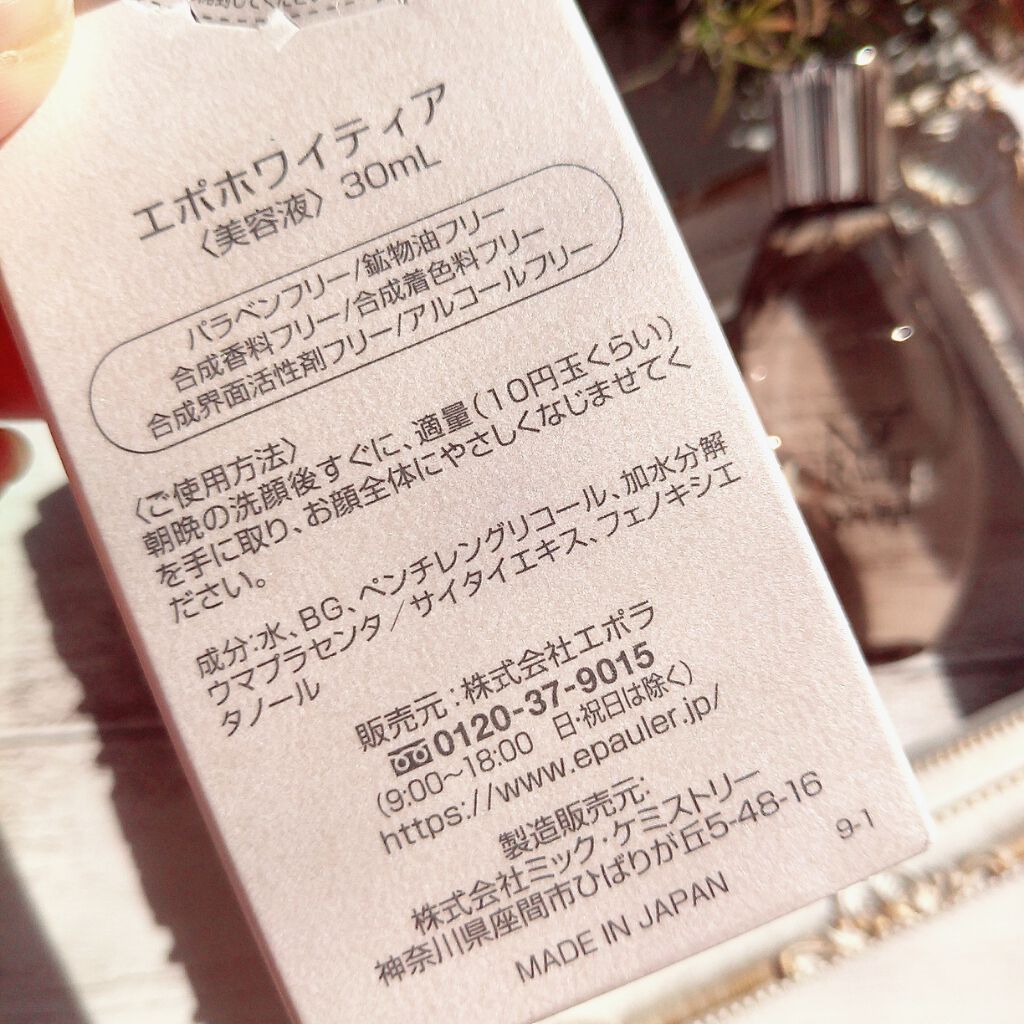 エポホワイティア
〈美容液〉 30mL
パラベンフリー/鉱物油フリー
合成香料フリー/合成着色料フリー
合成界面活性剤フリー/アルコールフリー
〈ご使用方法〉
朝晩の洗顔後すぐに、適量(10円玉くらい)
を手に取り、お顔全体にやさしくなじませてく
ださい。
成分:水、BG、ペンチレングリコール、加水分解
ウマプラセンタ/サイタイエキス、フェノキシエ
タノール
販売元:株式会社エポラ
0120-37-9015
(9:00~18:00 日・祝日は除く)
https://www.epauler.jp/
製造販売元:
株式会社ミック・ケミストリー
神奈川県座間市ひばりが丘5-48-16
9-1
MADE IN JAPAN